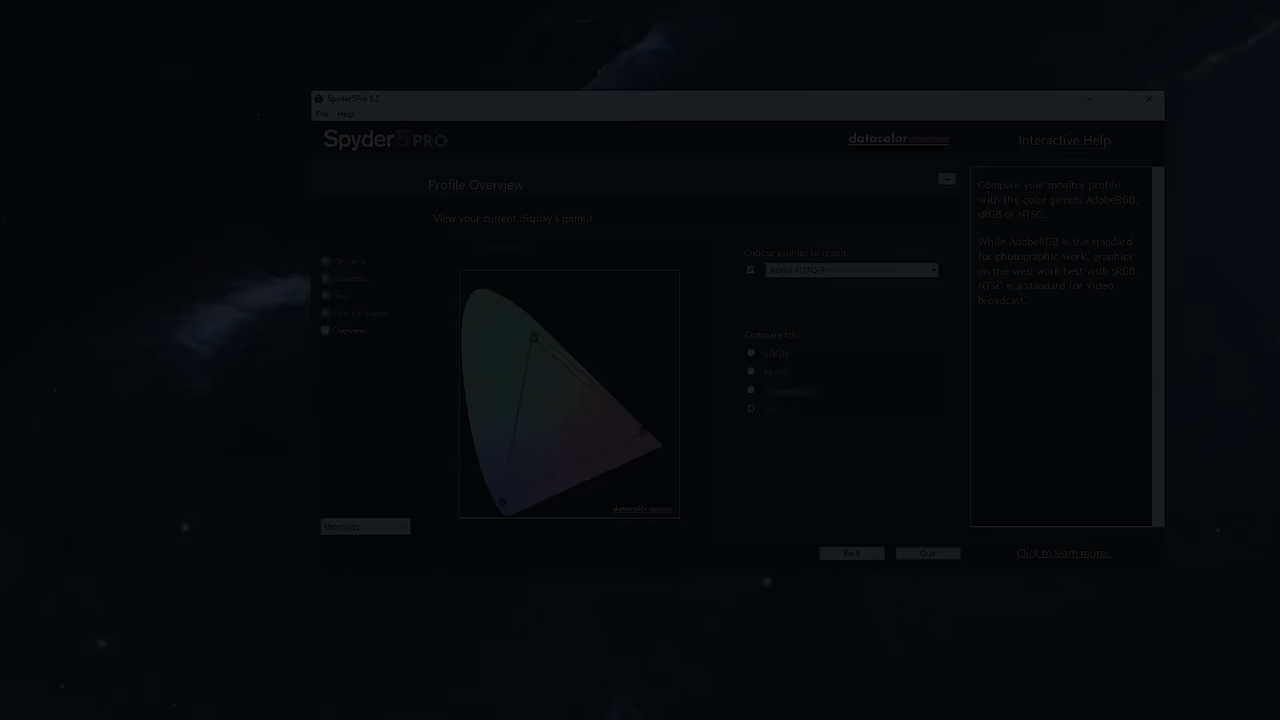 Spyder5Pro 5.5
File Help
Spyder5PRO
datacolor
Interactive Help
Profile Overview
View your current display's gamut
Compare your monitor profile
with the color gamuts AdobeRGB,
sRGB or NTSC.
While AdobeRGB is the standard
for photographic work, graphics
on the web work best with sRGB.
NTSC is a standard for video
broadcast.
Choose profiles to graph:
Compare to:
sRGB
Overview
datacolor
Shortcuts
Back
Quit
Click to learn more..